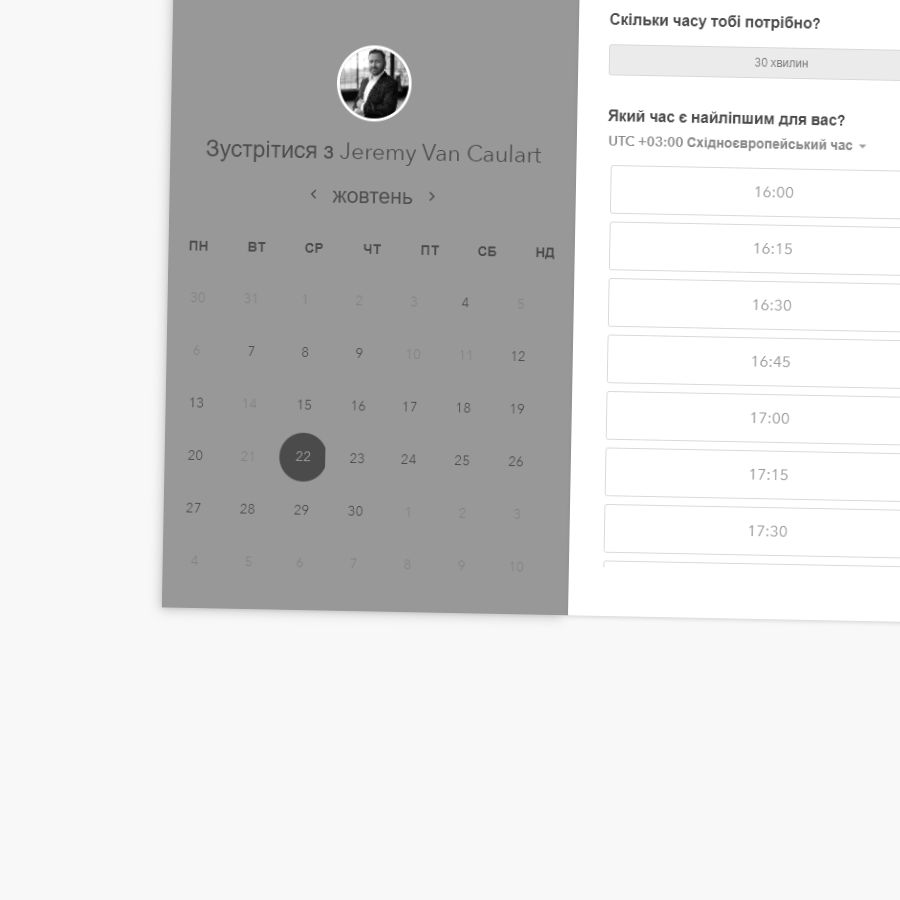 Зустрітися з Jeremy Van Caulart
жовтень
ПН ВТ СР ЧТ ПТ СБ НД
30 31 1 2 3 4 5
6 7 8 9 10 11 12
13 14 15 16 17 18 19
20 21 22 23 24 25 26
27 28 29 30 1 2 3
4 5 6 7 8 9 10
Скільки часу тобі потрібно?
30 хвилин
Який час є найліпшим для вас?
UTC +03:00 Східноєвропейський час
16:00
16:15
16:30
16:45
17:00
17:15
17:30